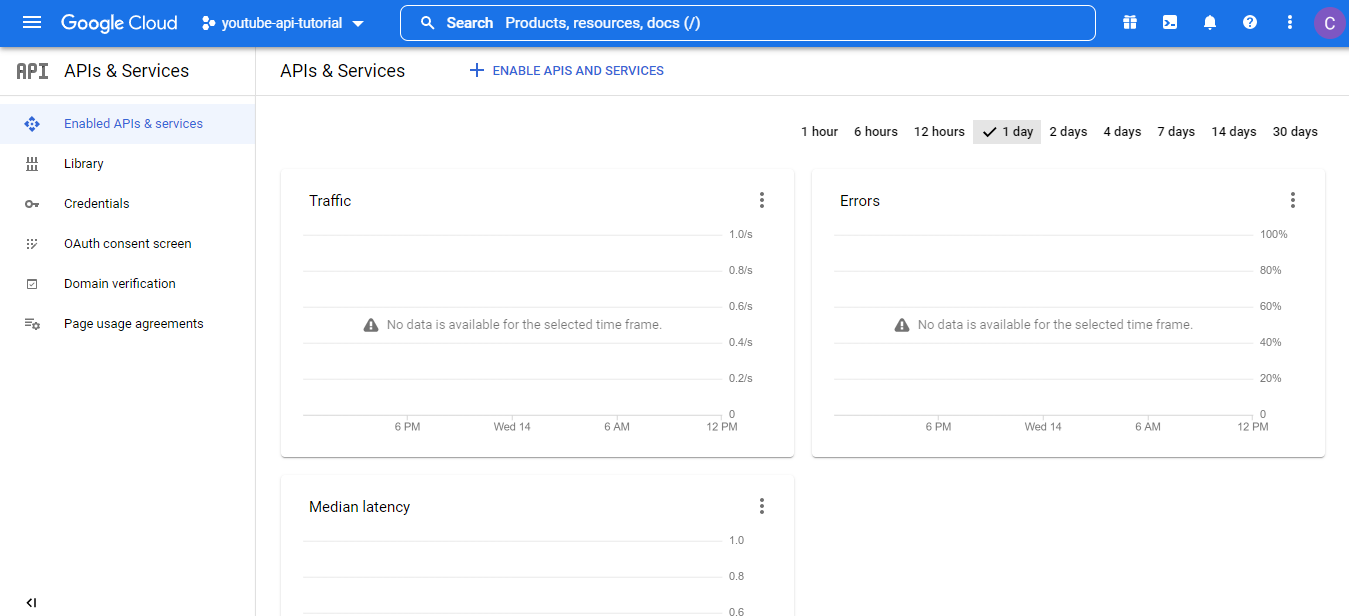 Google Cloud
youtube-api-tutorial
Search Products, resources, docs (/)
C
API APIs & Services
APIs & Services
ENABLE APIS AND SERVICES
Enabled APIs & services
Library
Credentials
OAuth consent screen
Domain verification
Page usage agreements
1 hour 6 hours 12 hours 1 day 2 days 4 days 7 days 14 days 30 days
Traffic
1.0/s
0.8/s
0.6/s
No data is available for the selected time frame.
0.4/s
0.2/s
0
6 PM Wed 14 6 AM 12 PM
Errors
100%
80%
60%
No data is available for the selected time frame.
40%
20%
0
6 PM Wed 14 6 AM 12 PM
Median latency
1.0
0.8
0.6